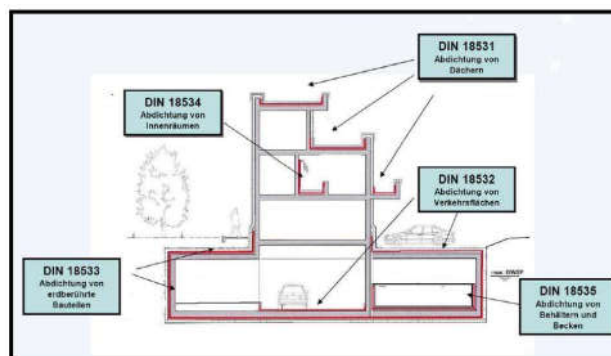 DIN 18531
Abdichtung von
Dächern
DIN 18534
Abdichtung von
Innenräumen
DIN 18532
Abdichtung von
Verkehrsflächen
DIN 18533
Abdichtung von
erdberührte
Bauteilen
DIN 18535
Abdichtung von
Behältern und
Becken